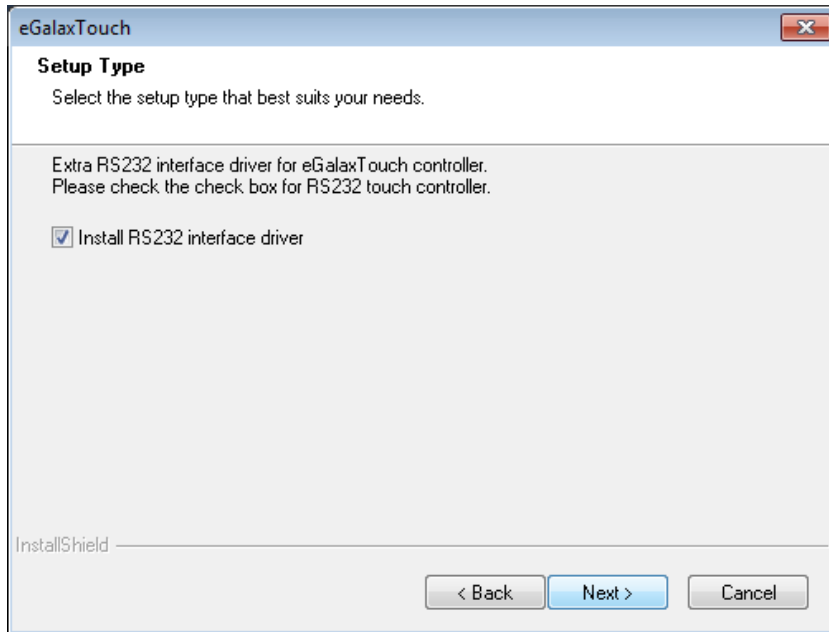 eGalaxTouch
Setup Type
Select the setup type that best suits your needs.
Extra RS232 interface driver for eGalaxTouch controller.
Please check the check box for RS232 touch controller.
Install RS232 interface driver
InstallShield
< Back
Next >
Cancel